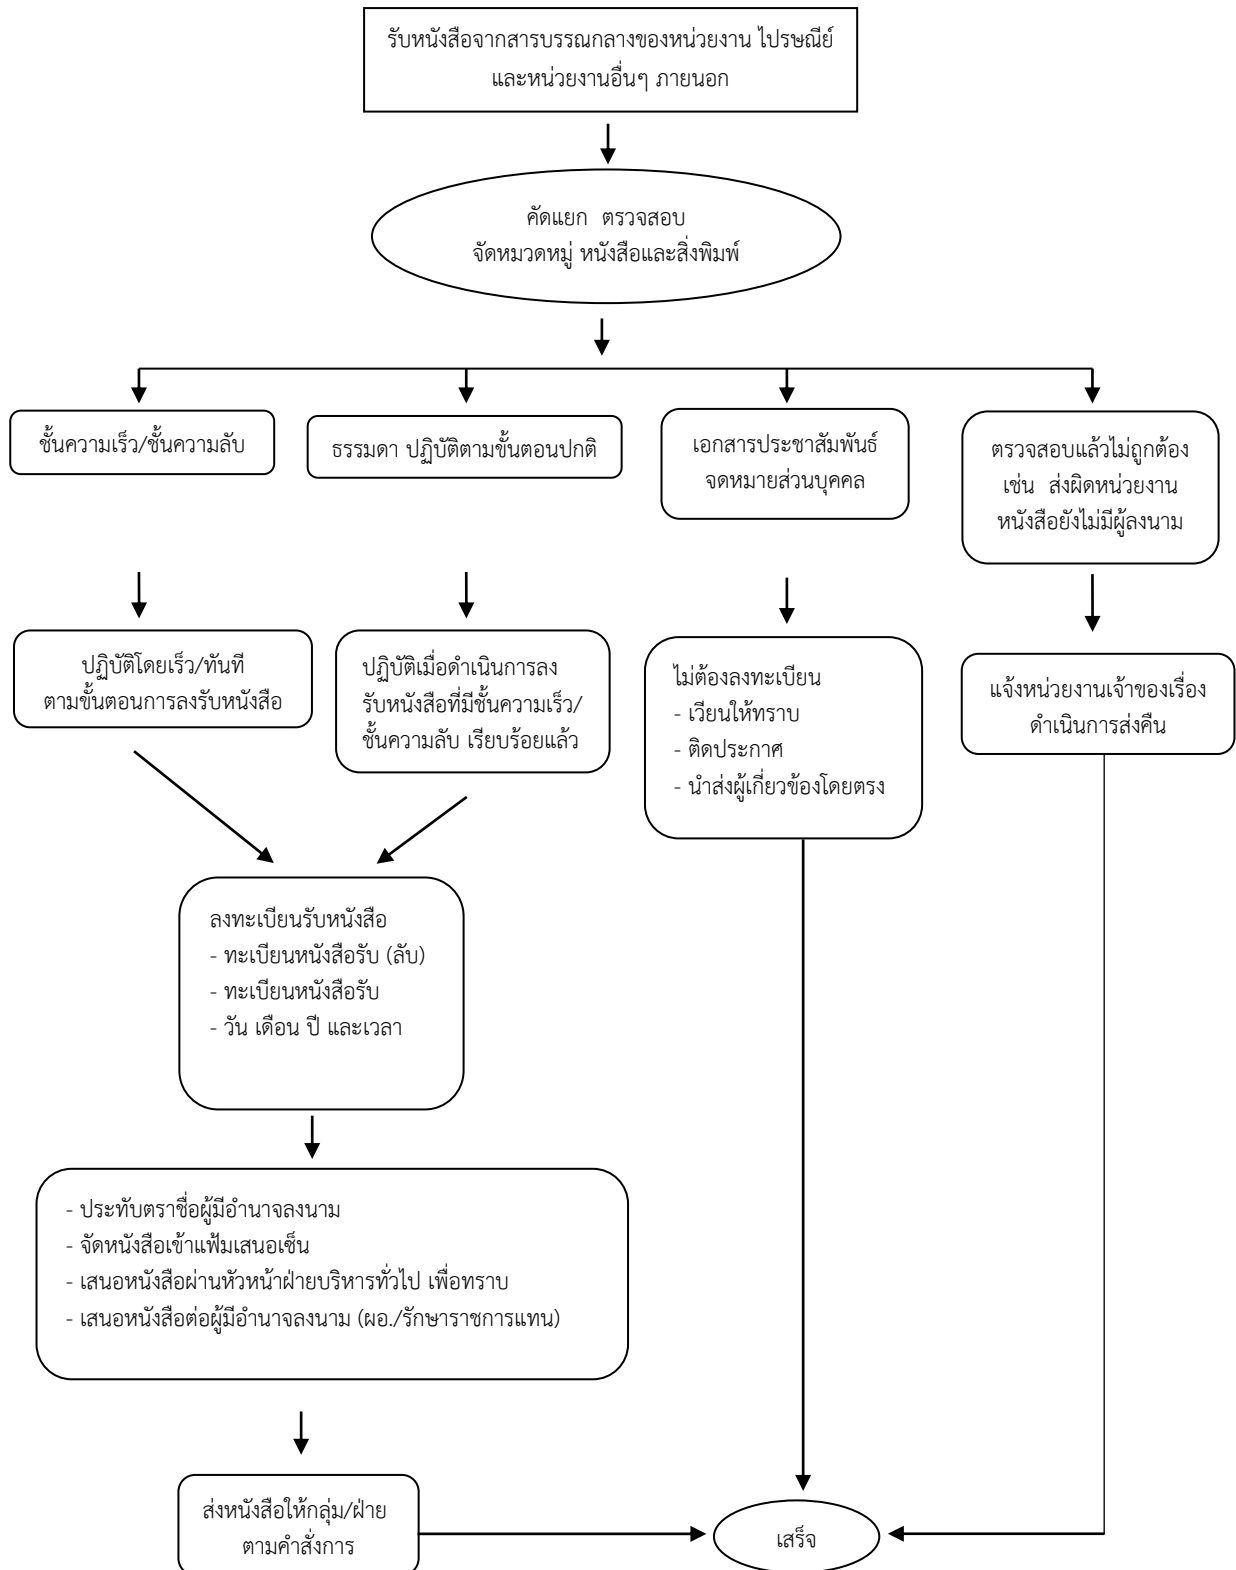 รับหนังสือจากสารบรรณกลางของหน่วยงาน ไปรษณีย์
และหน่วยงานอื่นๆ ภายนอก
คัดแยก ตรวจสอบ
จัดหมวดหมู่ หนังสือและสิ่งพิมพ์
ชั้นความเร็ว/ชั้นความลับ
ธรรมดา ปฏิบัติตามขั้นตอนปกติ
เอกสารประชาสัมพันธ์
จดหมายส่วนบุคคล
ตรวจสอบแล้วไม่ถูกต้อง
เช่น ส่งผิดหน่วยงาน
หนังสือยังไม่มีผู้ลงนาม
ปฏิบัติโดยเร็ว/ทันที
ตามขั้นตอนการลงรับหนังสือ
ปฏิบัติเมื่อดำเนินการลง
รับหนังสือที่มีชั้นความเร็ว/
ชั้นความลับ เรียบร้อยแล้ว
ไม่ต้องลงทะเบียน
- เวียนให้ทราบ
- ติดประกาศ
- นำส่งผู้เกี่ยวข้องโดยตรง
แจ้งหน่วยงานเจ้าของเรื่อง
ดำเนินการส่งคืน
ลงทะเบียนรับหนังสือ
- ทะเบียนหนังสือรับ (ลับ)
- ทะเบียนหนังสือรับ
- วัน เดือน ปี และเวลา
- ประทับตราชื่อผู้มีอำนาจลงนาม
- จัดหนังสือเข้าแฟ้มเสนอเซ็น
- เสนอหนังสือผ่านหัวหน้าฝ่ายบริหารทั่วไป เพื่อทราบ
- เสนอหนังสือต่อผู้มีอำนาจลงนาม (ผอ./รักษาราชการแทน)
ส่งหนังสือให้กลุ่ม/ฝ่าย
ตามคำสั่งการ
เสร็จ